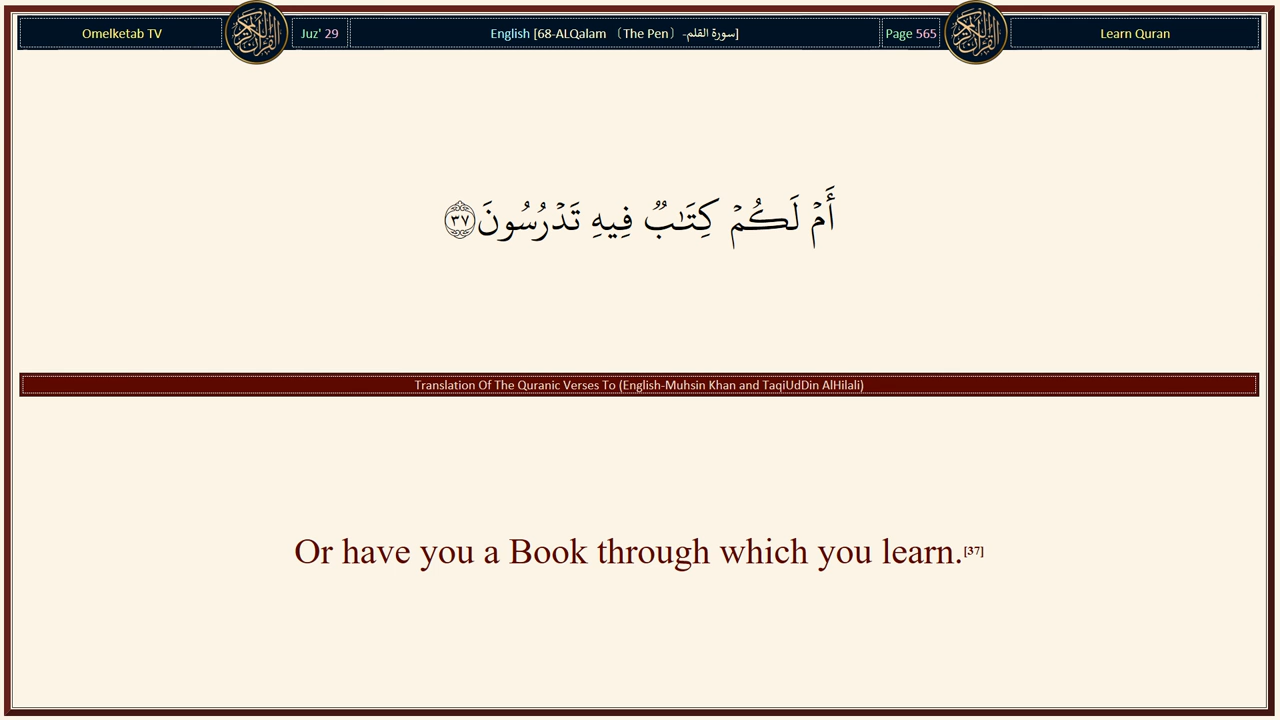 Omelketab TV
Juz' 29
English [68-ALQalam （The Pen）-سورة القلم]
Page 565
Learn Quran
أَمۡ لَكُمۡ كِتَٰبٞ فِيهِ تَدۡرُسُونَ ٣٧
Translation Of The Quranic Verses To (English-Muhsin Khan and TaqiUdDin AlHilali)
Or have you a Book through which you learn.[37]